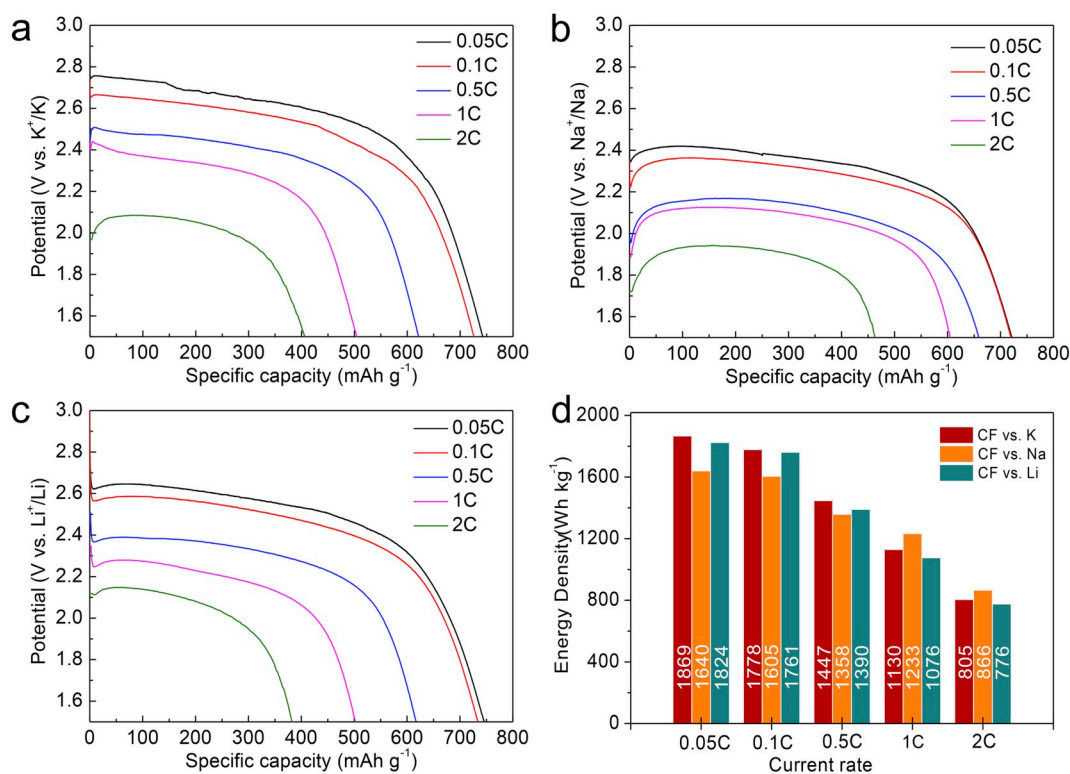 a
3.0
2.8
2.6
2.4
2.2
2.0
1.8
1.6
Potential (V vs. K⁺/K)
0.05C
0.1C
0.5C
1C
2C
0 100 200 300 400 500 600 700 800
Specific capacity (mAh g⁻¹)
b
3.0
2.8
2.6
2.4
2.2
2.0
1.8
1.6
Potential (V vs. Na⁺/Na)
0.05C
0.1C
0.5C
1C
2C
0 100 200 300 400 500 600 700 800
Specific capacity (mAh g⁻¹)
c
3.0
2.8
2.6
2.4
2.2
2.0
1.8
1.6
Potential (V vs. Li⁺/Li)
0.05C
0.1C
0.5C
1C
2C
0 100 200 300 400 500 600 700 800
Specific capacity (mAh g⁻¹)
d
2000
1600
1200
800
400
0
Energy Density(Wh kg⁻¹)
CF vs. K
CF vs. Na
CF vs. Li
1869 1640 1824 1778 1605 1761 1447 1358 1390 1130 1233 1076 805 866 776
0.05C 0.1C 0.5C 1C 2C
Current rate